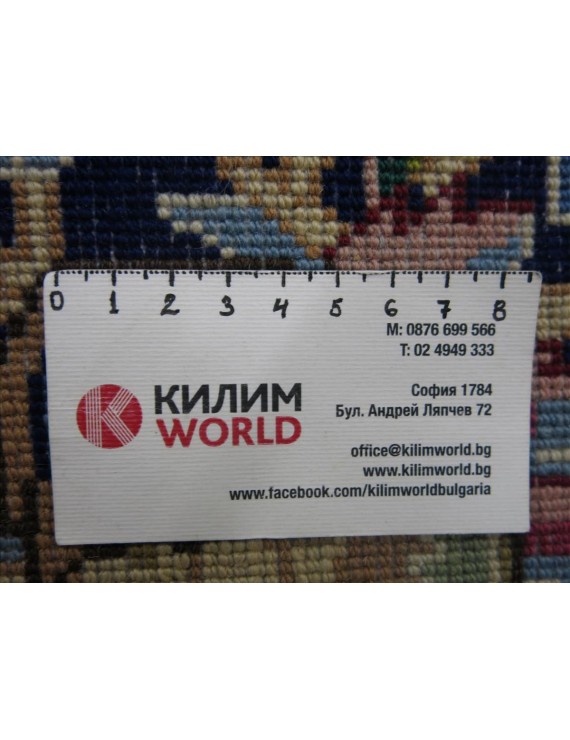 0 1 2 3 4 5 6 7 8
M: 0876 699 566
T: 02 4949 333
КИЛИМ
WORLD
София 1784
Бул. Андрей Ляпчев 72
office@kilimworld.bg
www.kilimworld.bg
www.facebook.com/kilimworldbulgaria